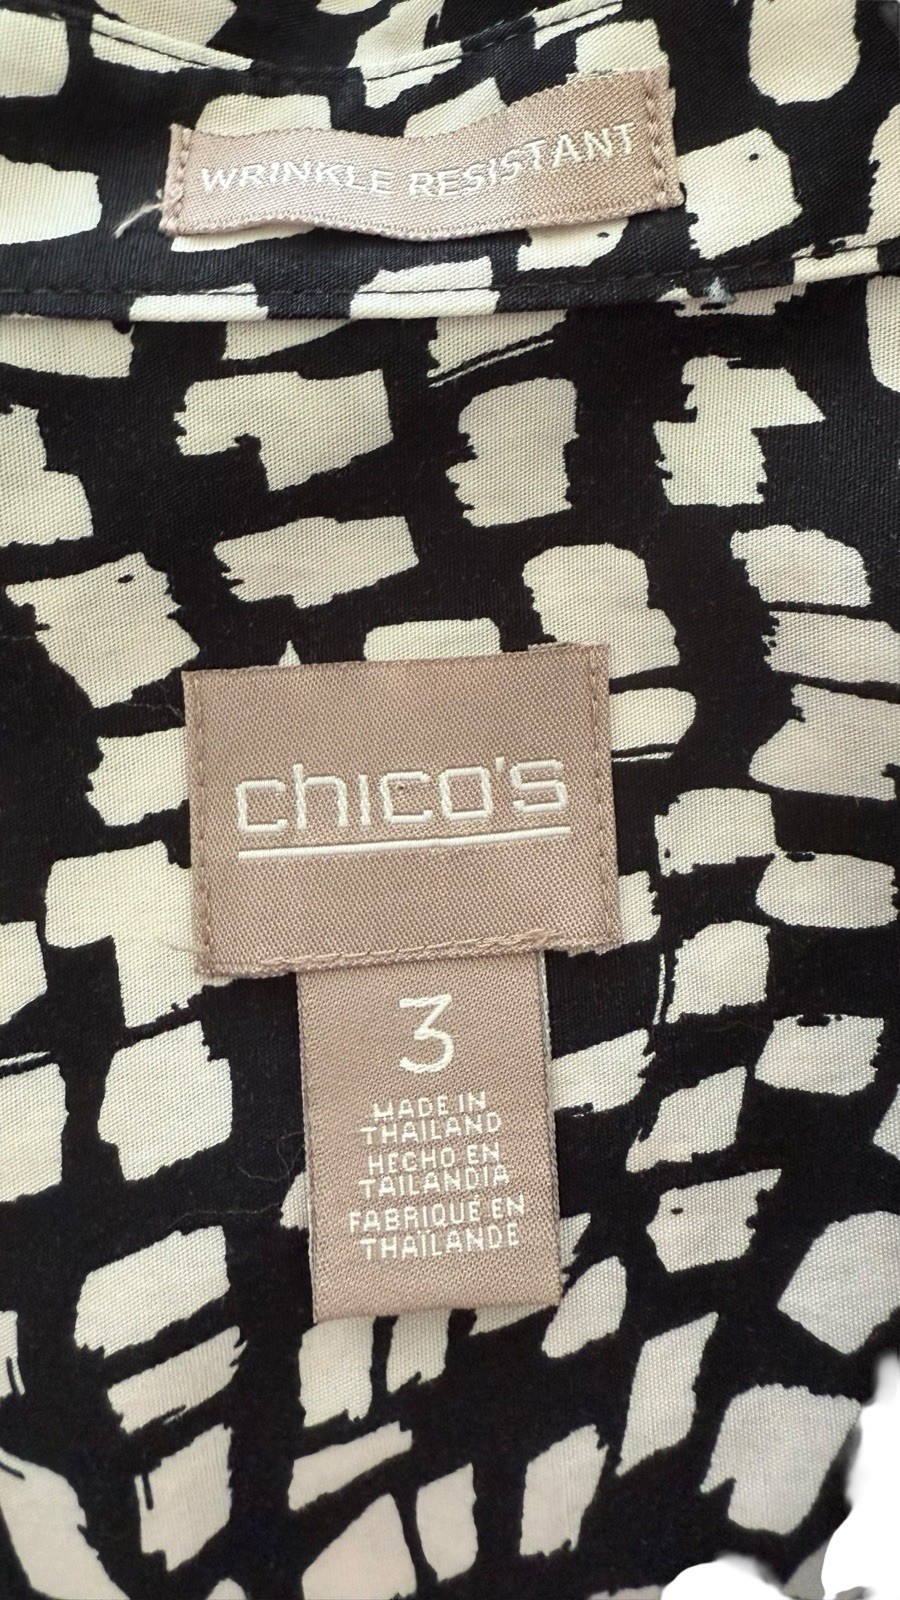 WRINKLE RESISTANT
chico's
3
MADE IN
THAILAND
HECHO EN
TAILANDIA
FABRIQUÉ EN
THAÏLANDE